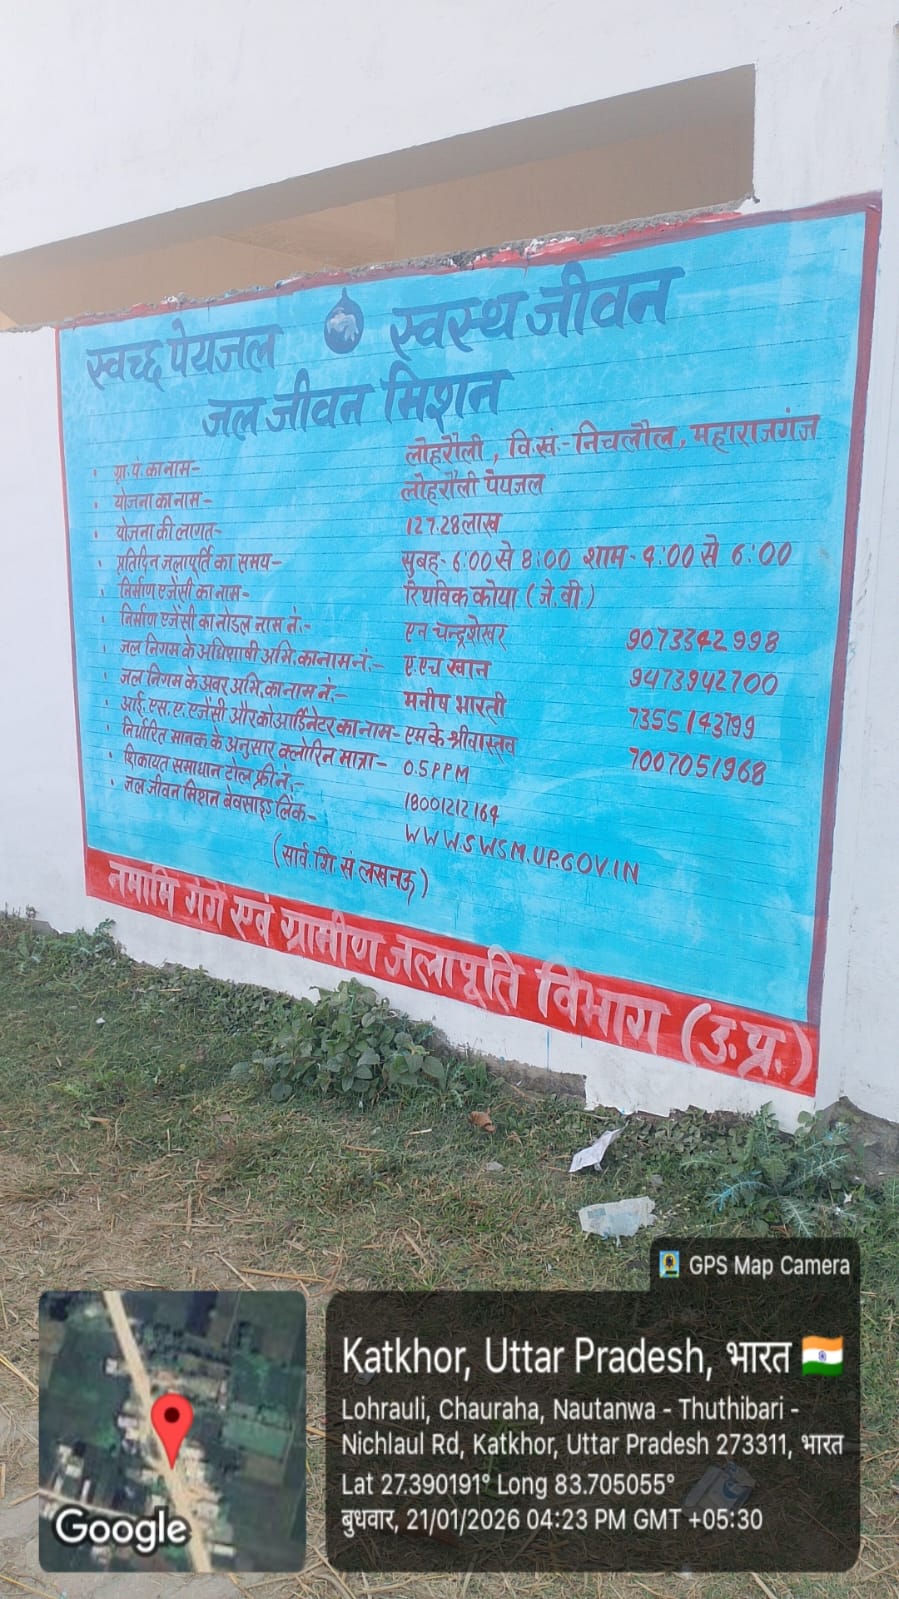 स्वच्छ पेयजल स्वस्थ जीवन
जल जीवन मिशन
• ग्रा.पं. का नाम- लोहरौली , वि.खं:- निचलौल, महाराजगंज
• योजना का नाम- लोहरौली पेयजल
• योजना की लागत- 127.28 लाख
• प्रतिदिन जलापूर्ति का समय- सुबह- 6:00 से 8:00 शाम- 4:00 से 6:00
• निर्माण एजेंसी का नाम- रिथविक कोया ( जे. वी. )
• निर्माण एजेंसी का नोडल नाम नं:- एन चन्द्रशेखर 9073342998
• जल निगम के अधिशाषी अभि. का नाम नं:- ए. एच खान 9473942700
• जल निगम के अवर अभि. का नाम नं:- मनीष भारती 7355143799
• आई. एस. ए. एजेंसी और कोआर्डिनेटर का नाम- एमके श्रीवास्तव 7007051968
• निर्धारित मानक के अनुसार क्लोरिन मात्रा- 0.5 PPM
• शिकायत समाधान टोल फ्री नं:- 18001212164
• जल जीवन मिशन बेवसाइड लिंक- WWW.SWSM.UP.GOV.IN
(सार्व. शि सं. लखनऊ)
नमामि गंगे एवं ग्रामीण जलापूर्ति विभाग (उ.प्र.)
GPS Map Camera
Katkhor, Uttar Pradesh, भारत
Lohrauli, Chauraha, Nautanwa - Thuthibari -
Nichlaul Rd, Katkhor, Uttar Pradesh 273311, भारत
Lat 27.390191° Long 83.705055°
बुधवार, 21/01/2026 04:23 PM GMT +05:30
Google